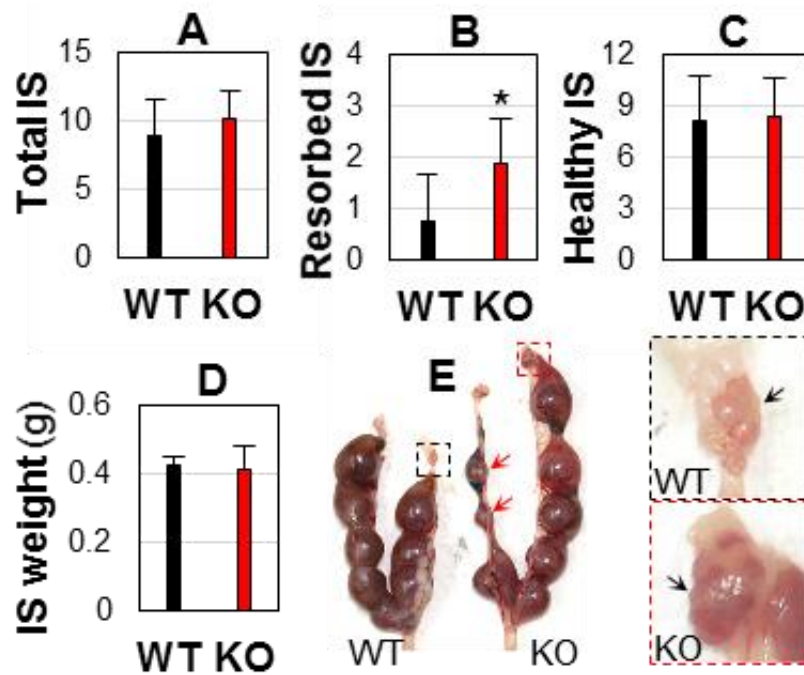 A
Total IS
15
10
5
0
WT KO
B
Resorbed IS
4
3
2
1
0
*
WT KO
C
Healthy IS
12
9
6
3
0
WT KO
D
IS weight (g)
0.6
0.4
0.2
0
WT KO
E
WT
KO
WT
KO